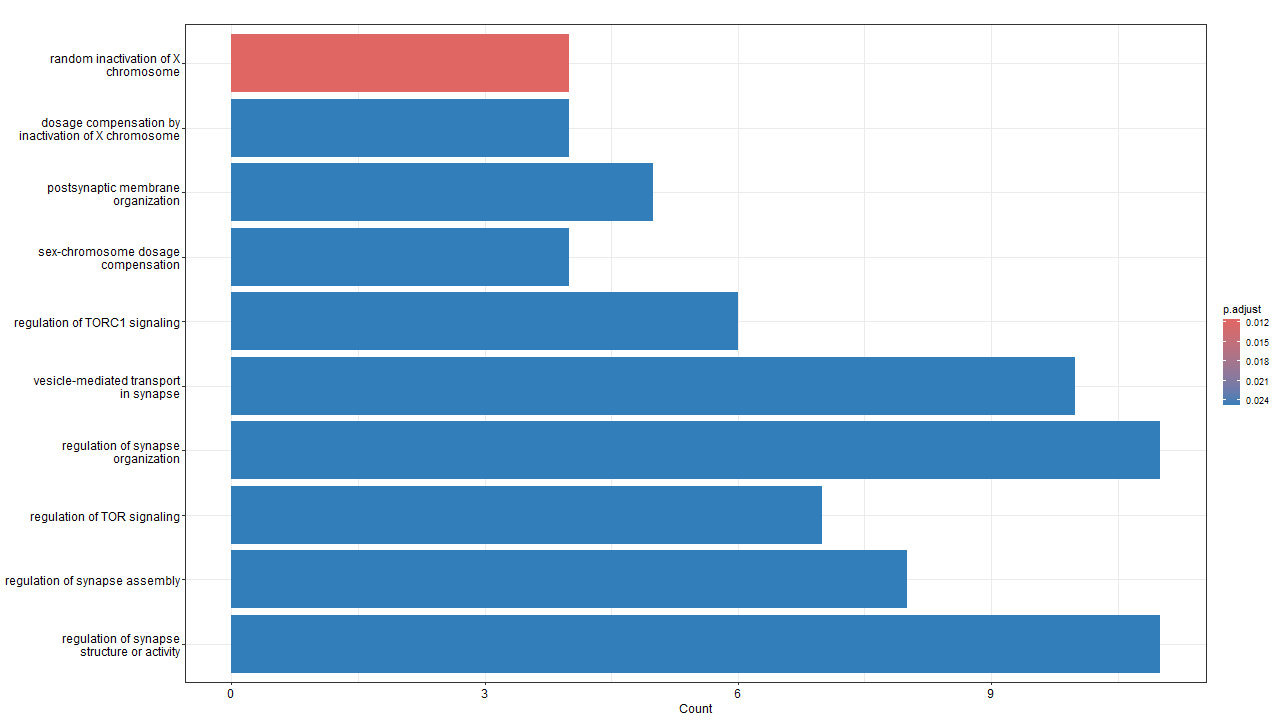 random inactivation of X
chromosome
dosage compensation by
inactivation of X chromosome
postsynaptic membrane
organization
sex-chromosome dosage
compensation
regulation of TORC1 signaling
vesicle-mediated transport
in synapse
regulation of synapse
organization
regulation of TOR signaling
regulation of synapse assembly
regulation of synapse
structure or activity
0 3 6 9
Count
p.adjust
0.012
0.015
0.018
0.021
0.024